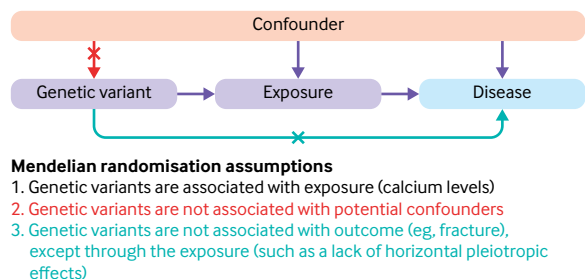 Confounder
Genetic variant
Exposure
Disease
Mendelian randomisation assumptions
1. Genetic variants are associated with exposure (calcium levels)
2. Genetic variants are not associated with potential confounders
3. Genetic variants are not associated with outcome (eg, fracture),
except through the exposure (such as a lack of horizontal pleiotropic
effects)